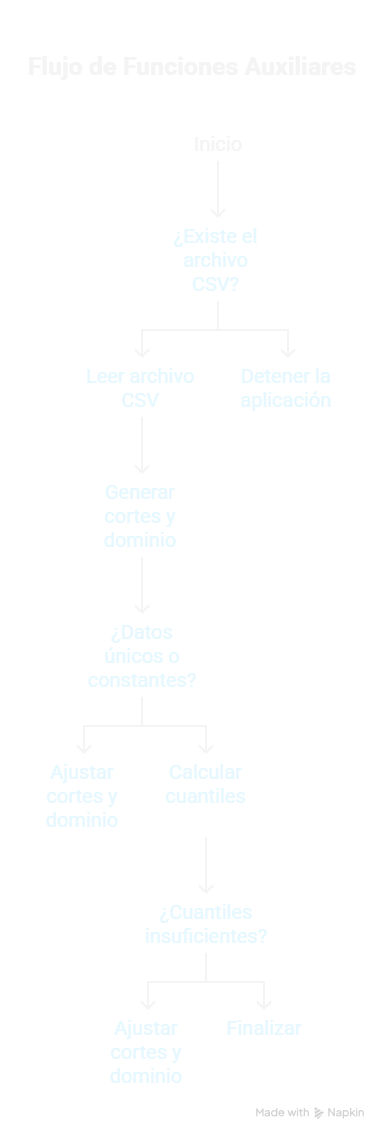 Flujo de Funciones Auxiliares
Inicio
¿Existe el
archivo
CSV?
Leer archivo
CSV
Detener la
aplicación
Generar
cortes y
dominio
¿Datos
únicos o
constantes?
Ajustar
cortes y
dominio
Calcular
cuantiles
¿Cuantiles
insuficientes?
Ajustar
cortes y
dominio
Finalizar
Made with Napkin